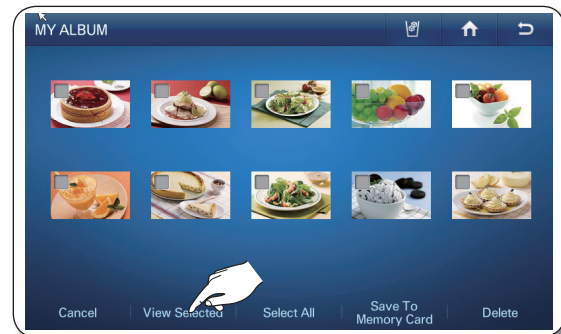 MY ALBUM
Cancel
View Selected
Select All
Save To
Memory Card
Delete